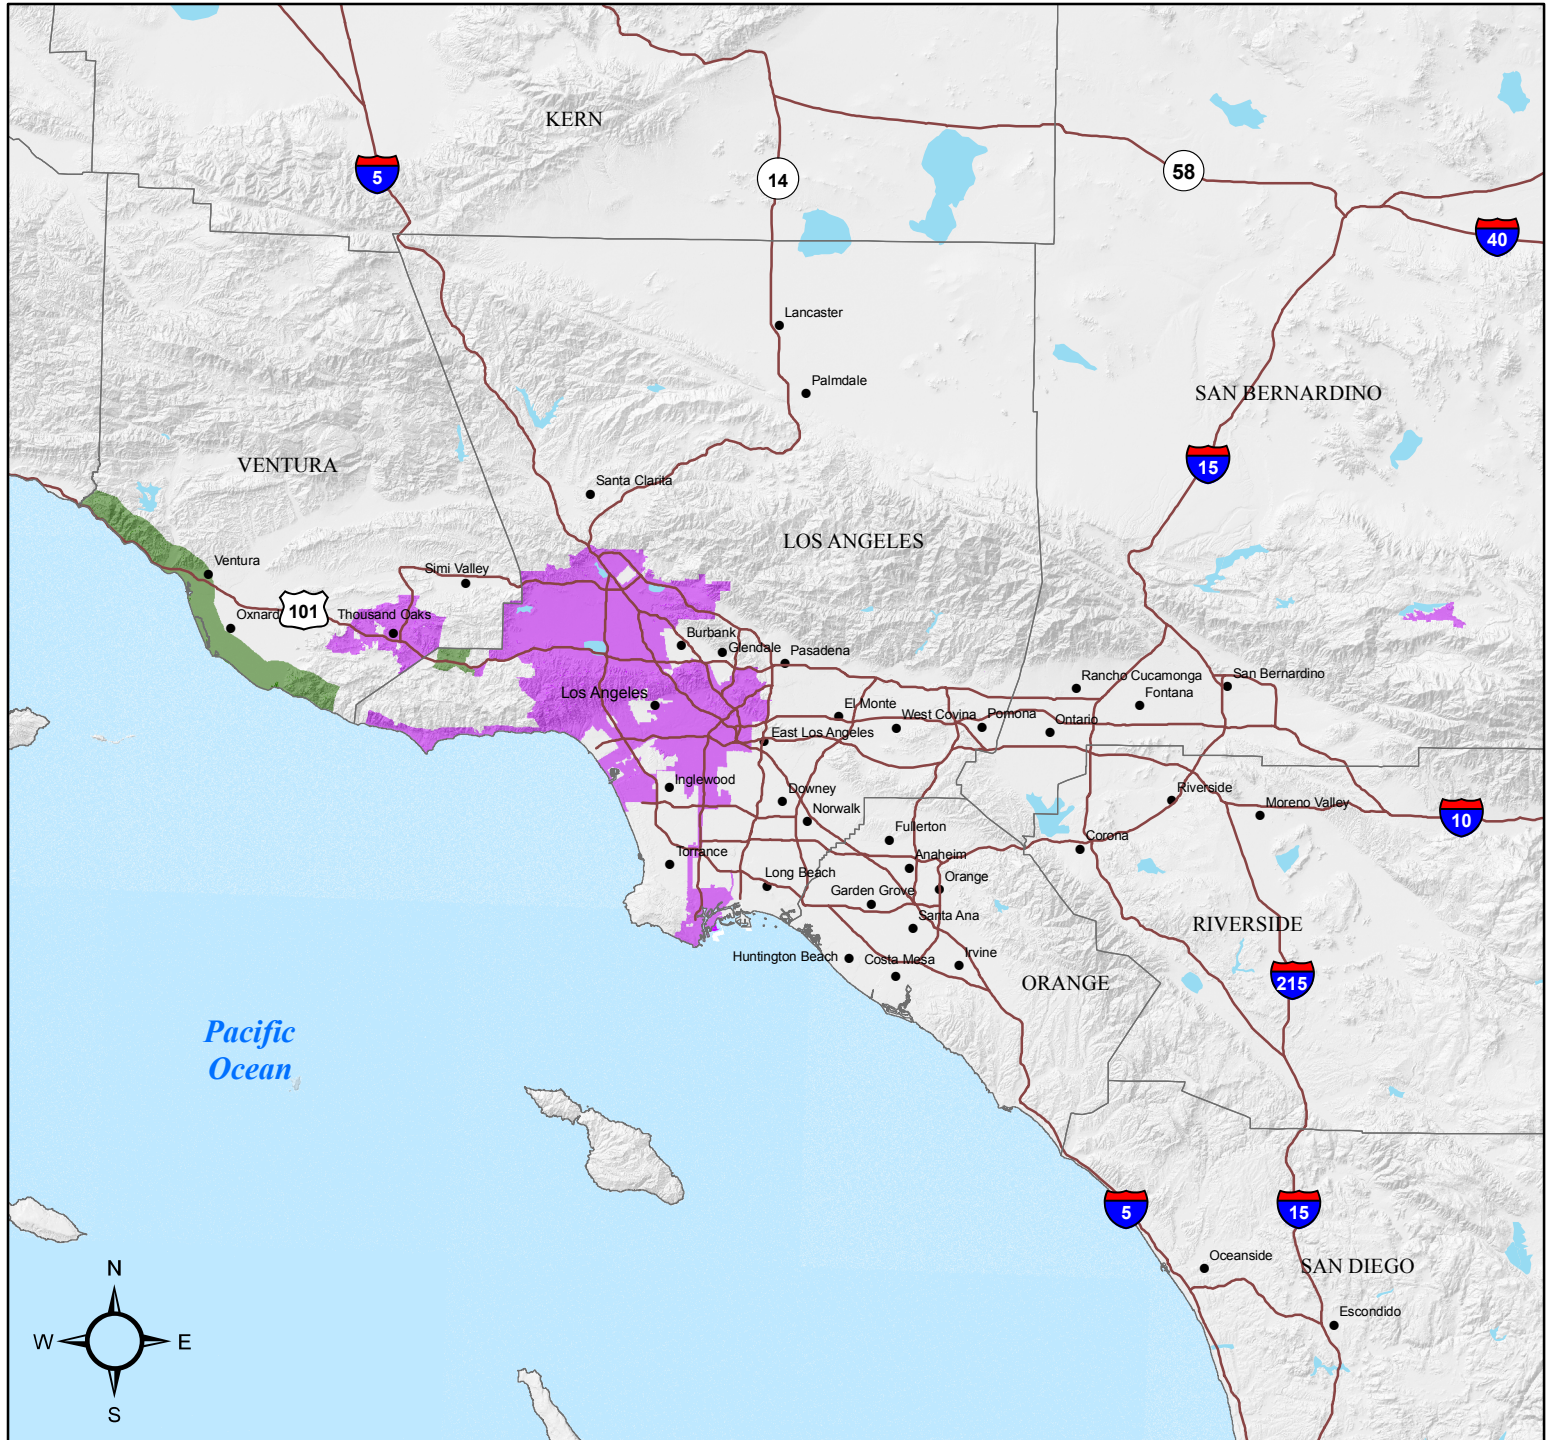 KERN
5
14
58
40
Lancaster
Palmdale
SAN BERNARDINO
VENTURA
15
Santa Clarita
LOS ANGELES
Ventura
Simi Valley
101
Oxnard
Thousand Oaks
Burbank
Glendale
Pasadena
Rancho Cucamonga
San Bernardino
Fontana
Los Angeles
El Monte
West Covina
Pomona
Ontario
East Los Angeles
Inglewood
Downey
Riverside
Moreno Valley
Norwalk
10
Fullerton
Corona
Torrance
Anaheim
Long Beach
Orange
Garden Grove
Santa Ana
RIVERSIDE
Huntington Beach
Costa Mesa
Irvine
ORANGE
215
Pacific
Ocean
5
15
Oceanside
SAN DIEGO
Escondido
N
W
E
S